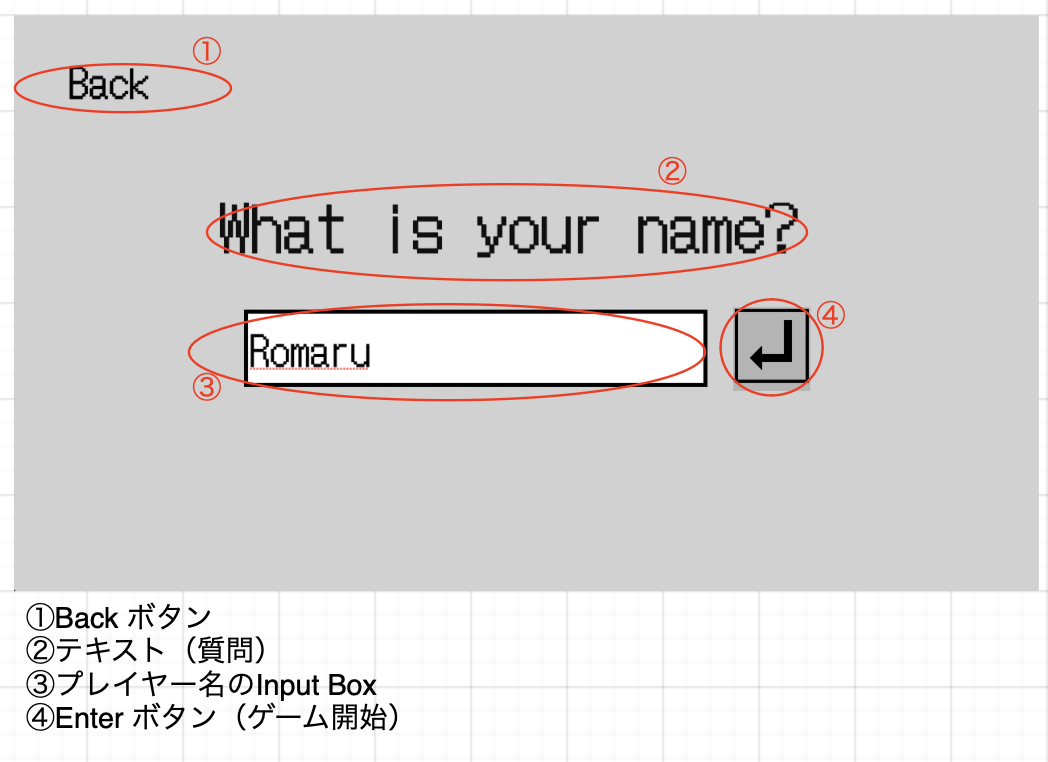 ①
Back
②
What is your name?
Romaru
④
③
①Back ボタン
②テキスト（質問）
③プレイヤー名のInput Box
④Enter ボタン（ゲーム開始）